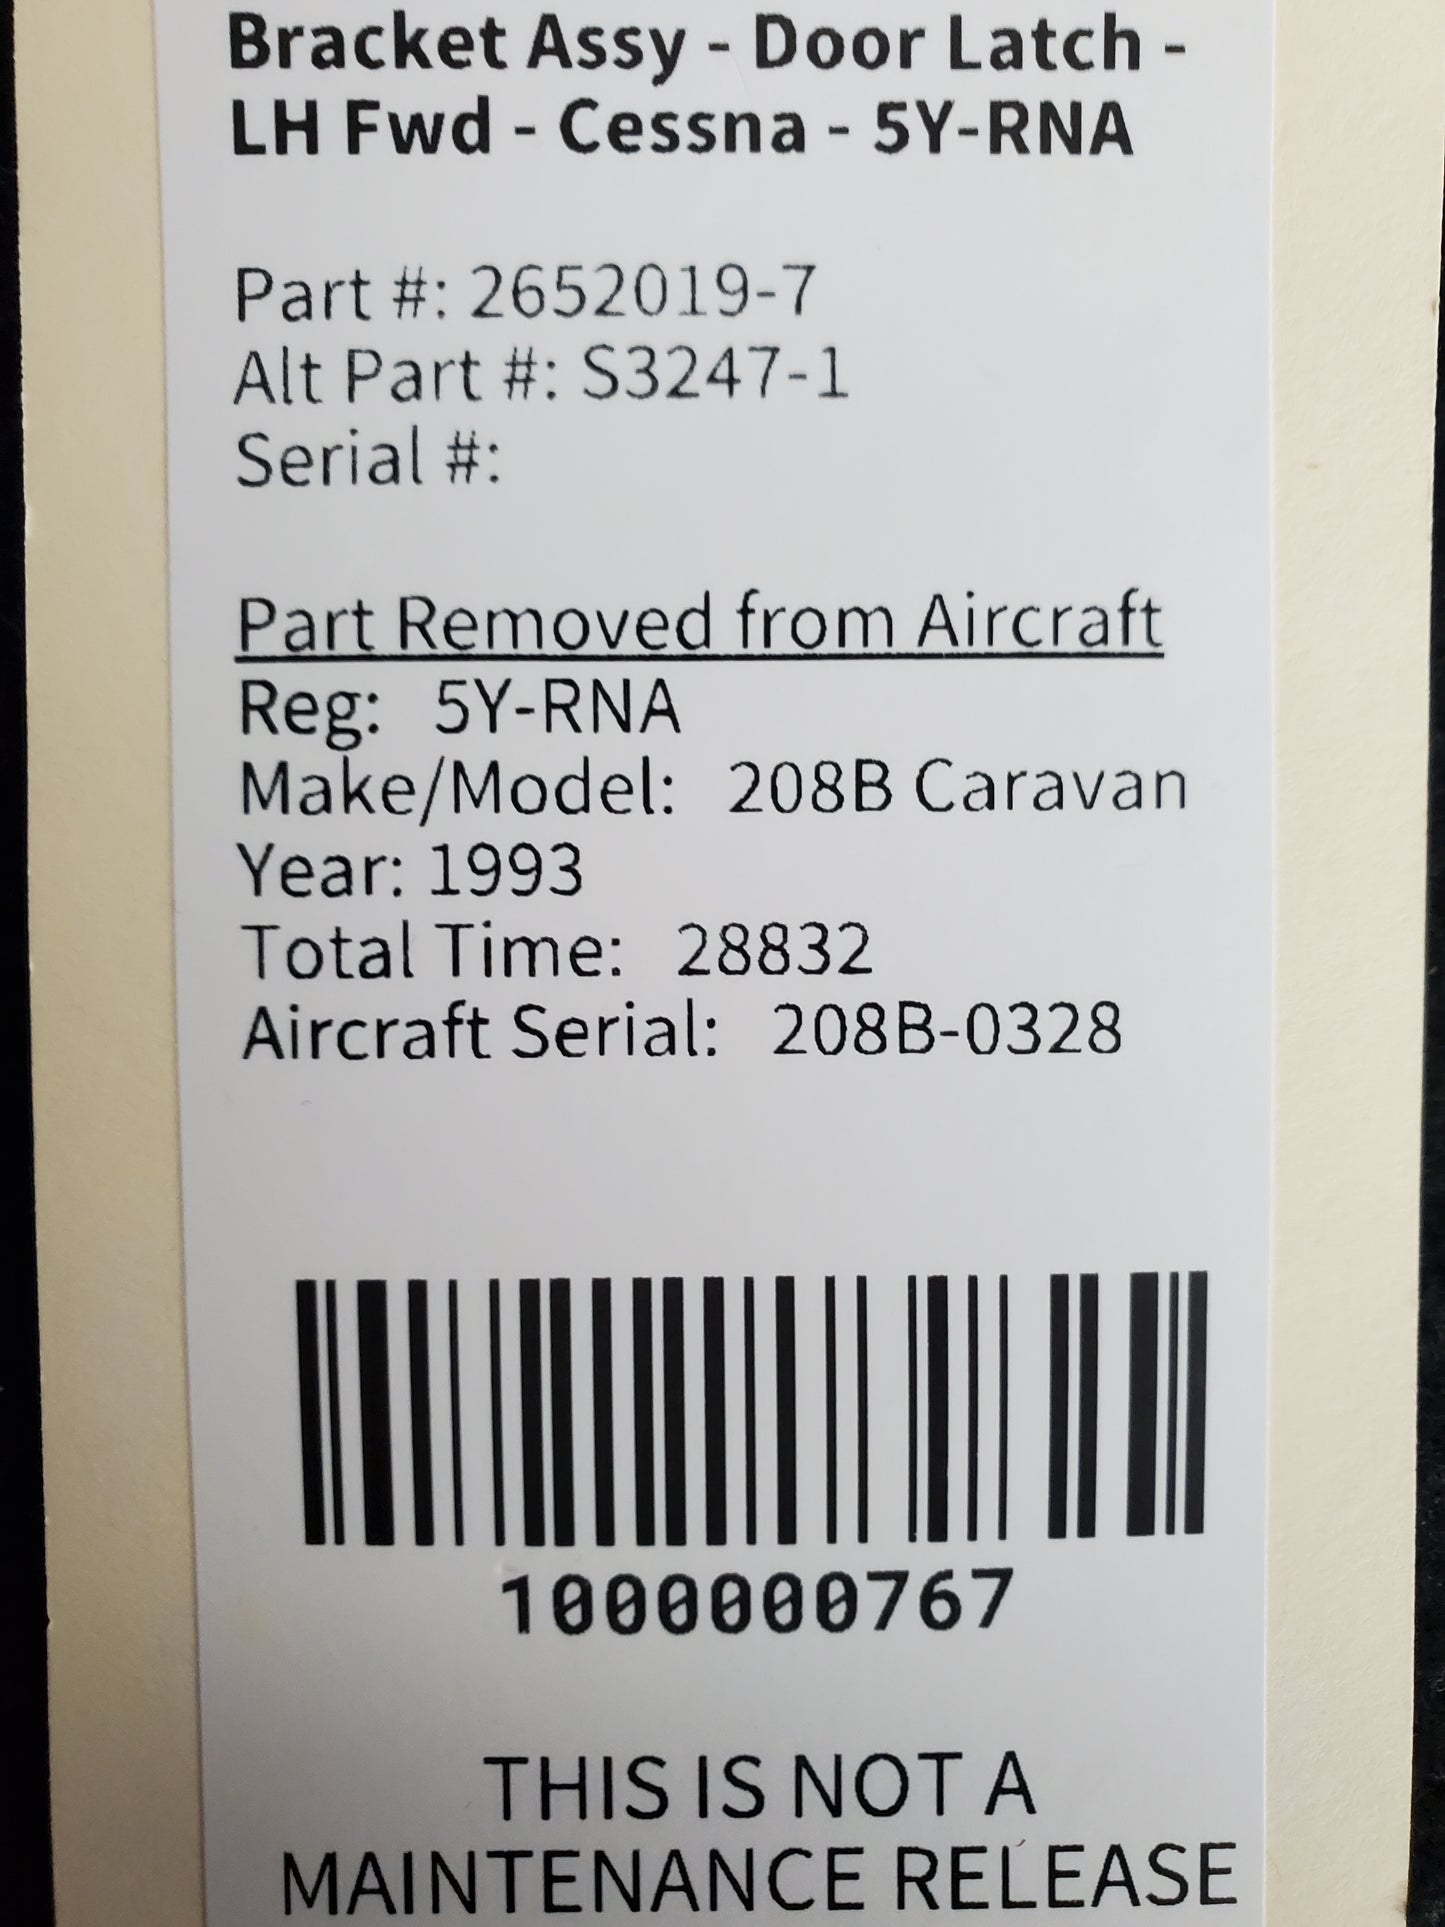 Bracket Assy - Door Latch -
LH Fwd - Cessna - 5Y-RNA
Part #: 2652019-7
Alt Part #: S3247-1
Serial #:
Part Removed from Aircraft
Reg: 5Y-RNA
Make/Model: 208B Caravan
Year: 1993
Total Time: 28832
Aircraft Serial: 208B-0328
1000000767
THIS IS NOT A
MAINTENANCE RELEASE